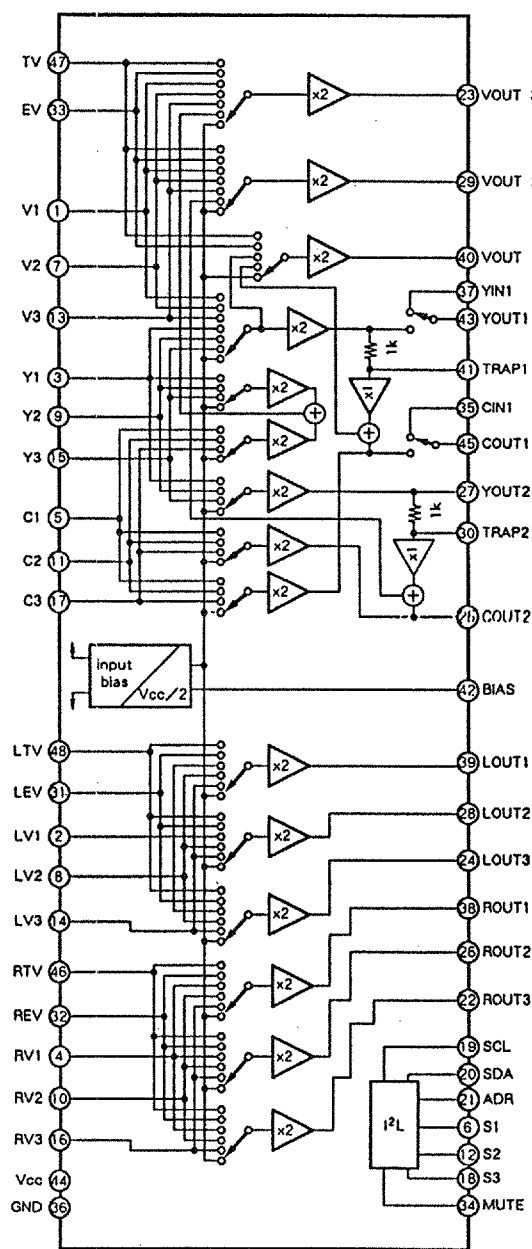 TV 47
EV 33
V1 1
V2 7
V3 13
Y1 3
Y2 9
Y3 15
C1 5
C2 11
C3 17
LTV 48
LEV 31
LV1 2
LV2 8
LV3 14
RTV 46
REV 32
RV1 4
RV2 10
RV3 16
Vcc 44
GND 36
x2
x2
x2
x2
1k
x2
x1
+
+
x2
x2
1k
x2
x1
x2
+
input
bias
Vcc/2
x2
x2
x2
x2
x2
x2
I²L
23 VOUT
29 VOUT
40 VOUT
37 YIN1
43 YOUT1
41 TRAP1
35 CIN1
45 COUT1
27 YOUT2
30 TRAP2
COUT2
42 BIAS
39 LOUT1
28 LOUT2
24 LOUT3
38 ROUT1
26 ROUT2
22 ROUT3
19 SCL
20 SDA
21 ADR
6 S1
12 S2
18 S3
34 MUTE